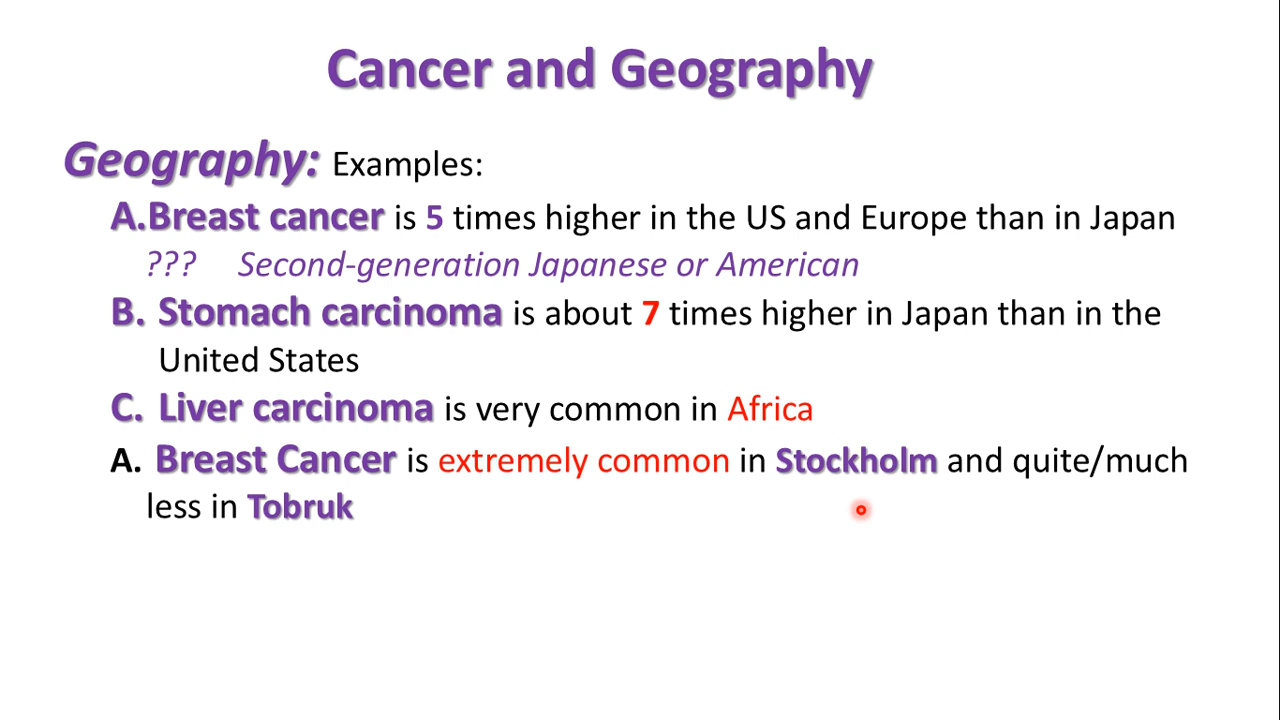 Cancer and Geography
Geography: Examples:
A.Breast cancer is 5 times higher in the US and Europe than in Japan
??? Second-generation Japanese or American
B. Stomach carcinoma is about 7 times higher in Japan than in the
United States
C. Liver carcinoma is very common in Africa
A. Breast Cancer is extremely common in Stockholm and quite/much
less in Tobruk